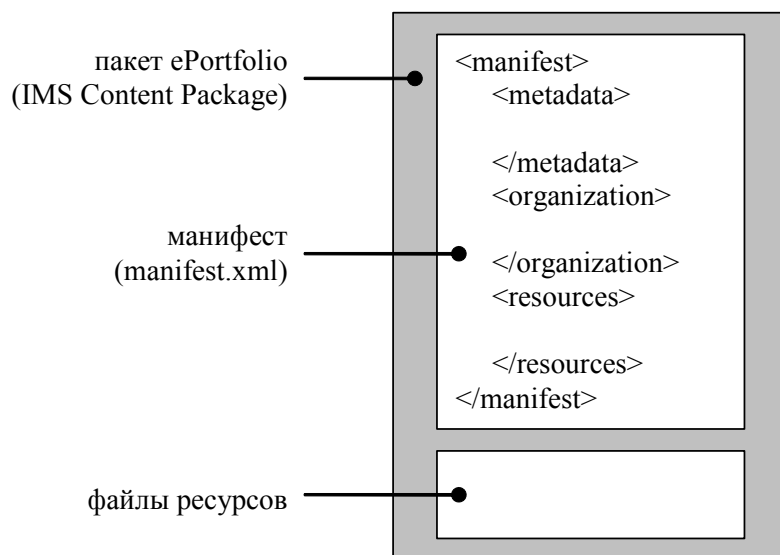 пакет ePortfolio
(IMS Content Package)
<manifest>
<metadata>
</metadata>
<organization>
манифест
(manifest.xml)
</organization>
<resources>
</resources>
</manifest>
файлы ресурсов